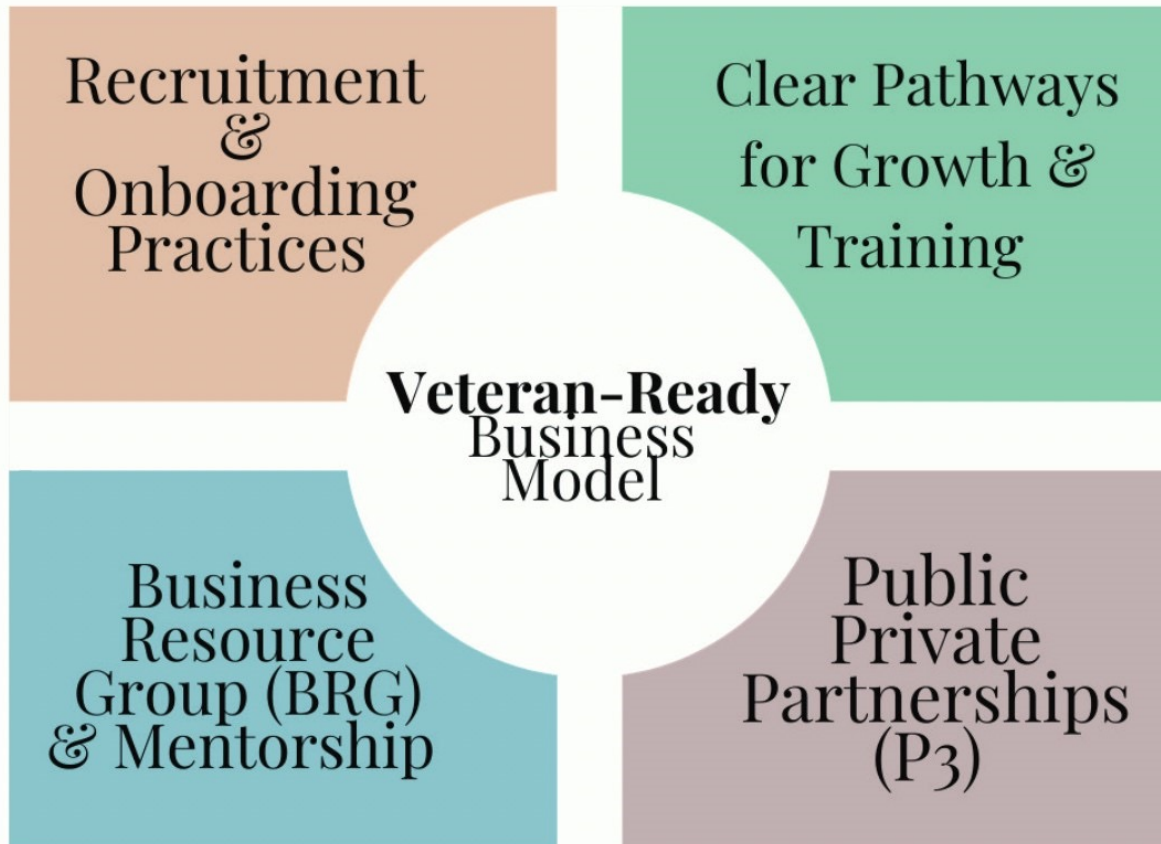 Recruitment
&
Onboarding
Practices
Clear Pathways
for Growth &
Training
Veteran-Ready
Business
Model
Business
Resource
Group (BRG)
& Mentorship
Public
Private
Partnerships
(P3)